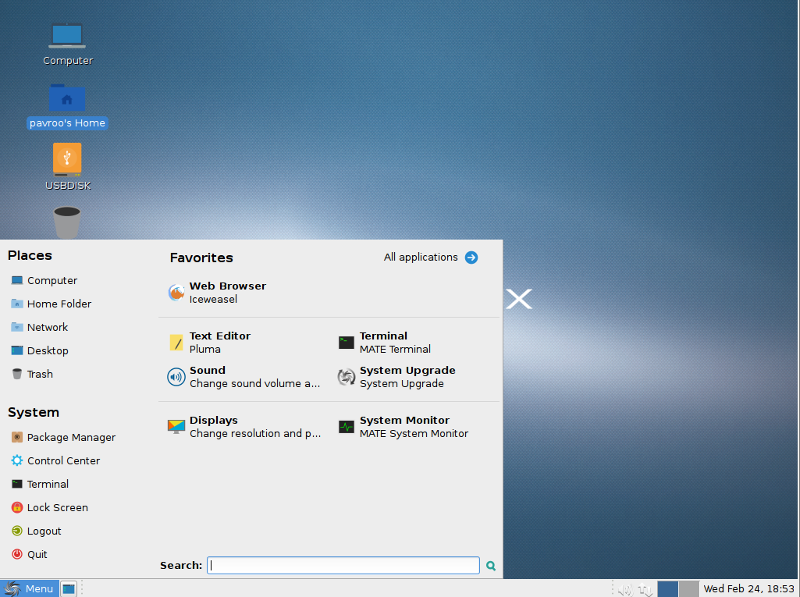 Computer
pavroo's Home
USBDISK
Places
Computer
Home Folder
Network
Desktop
Trash
System
Package Manager
Control Center
Terminal
Lock Screen
Logout
Quit
Favorites
All applications
Web Browser
Iceweasel
Text Editor
Pluma
Terminal
MATE Terminal
Sound
Change sound volume a...
System Upgrade
System Upgrade
Displays
Change resolution and p...
System Monitor
MATE System Monitor
Search:
Menu
Wed Feb 24, 18:53